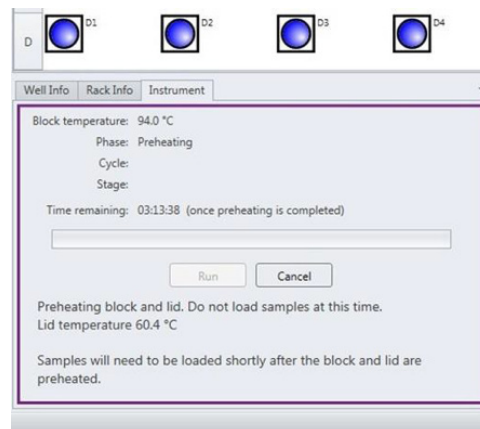 D D1 D2 D3 D4
Well Info Rack Info Instrument
Block temperature: 94.0 °C
Phase: Preheating
Cycle:
Stage:
Time remaining: 03:13:38 (once preheating is completed)
Run Cancel
Preheating block and lid. Do not load samples at this time.
Lid temperature 60.4 °C
Samples will need to be loaded shortly after the block and lid are
preheated.